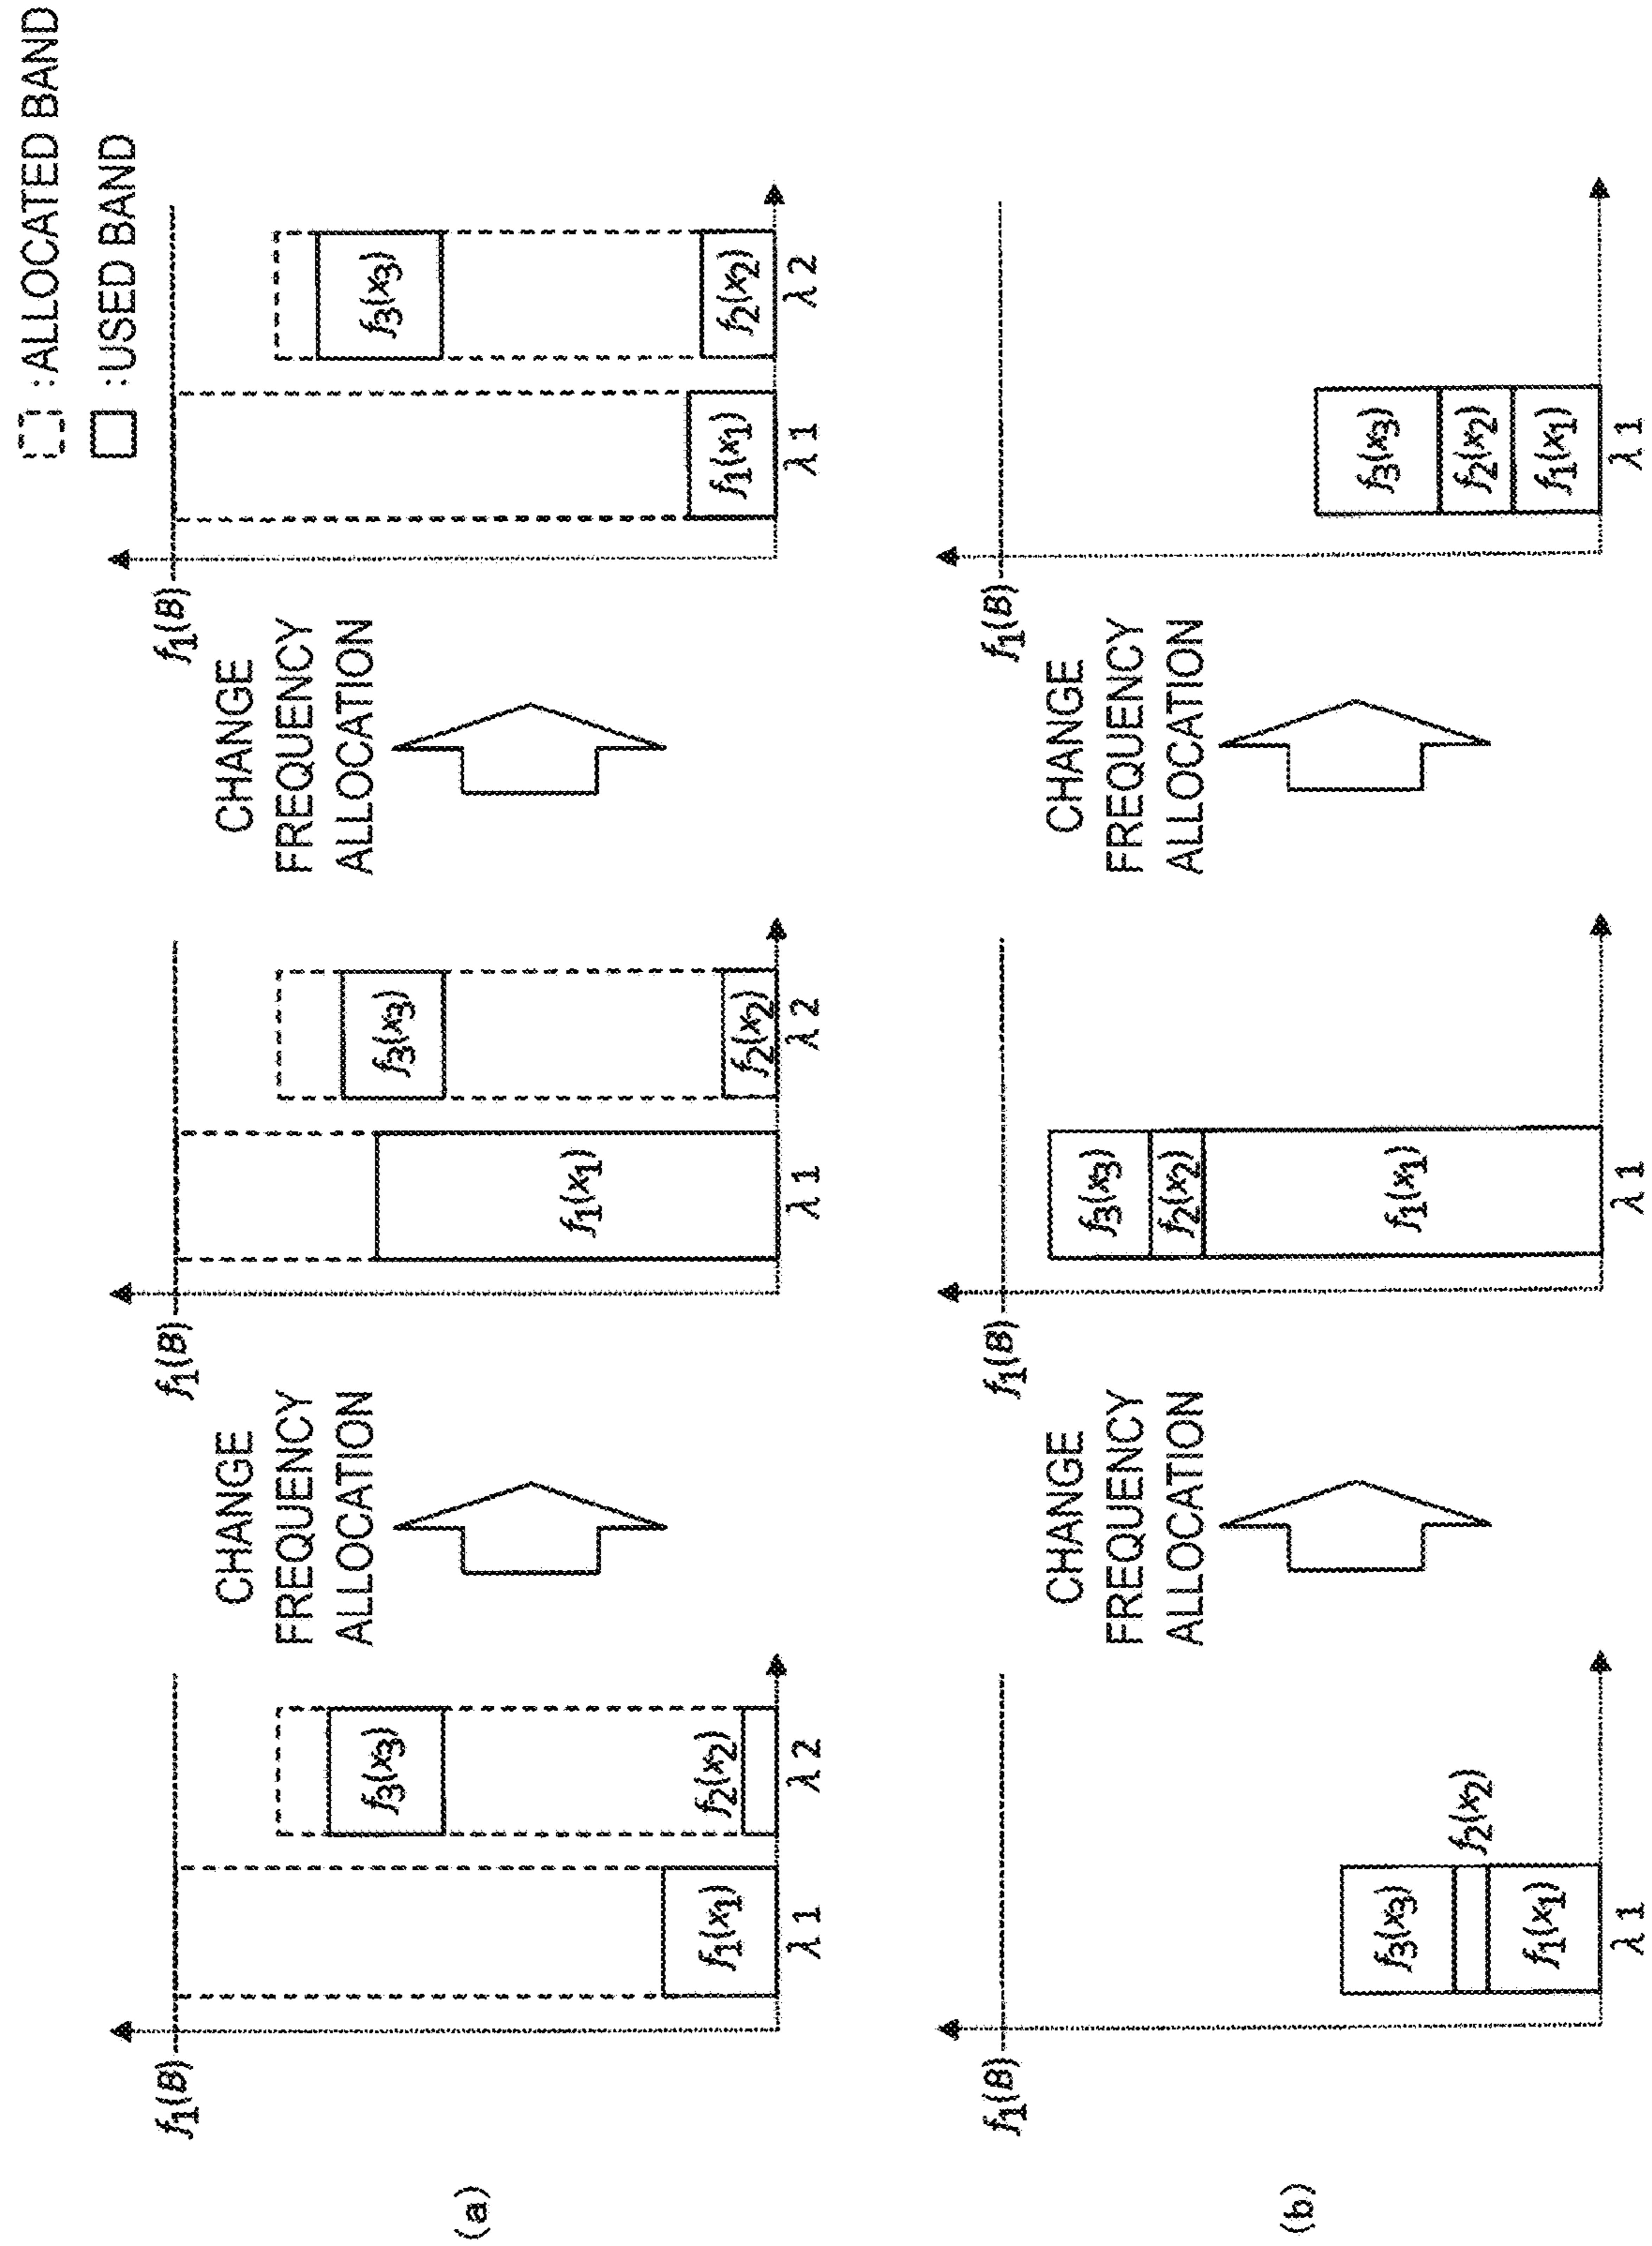 :ALLOCATED BAND
:USED BAND
(a)
f1(B)
f1(x1)
λ1
f3(x3)
f2(x2)
λ2
CHANGE
FREQUENCY
ALLOCATION
f1(B)
f1(x1)
λ1
f3(x3)
f2(x2)
λ2
CHANGE
FREQUENCY
ALLOCATION
f1(B)
f1(x1)
λ1
f3(x3)
f2(x2)
λ2
(b)
f1(B)
f3(x3)
f2(x2)
f1(x1)
λ1
CHANGE
FREQUENCY
ALLOCATION
f1(B)
f3(x3)
f2(x2)
f1(x1)
λ1
CHANGE
FREQUENCY
ALLOCATION
f1(B)
f3(x3)
f2(x2)
f1(x1)
λ1